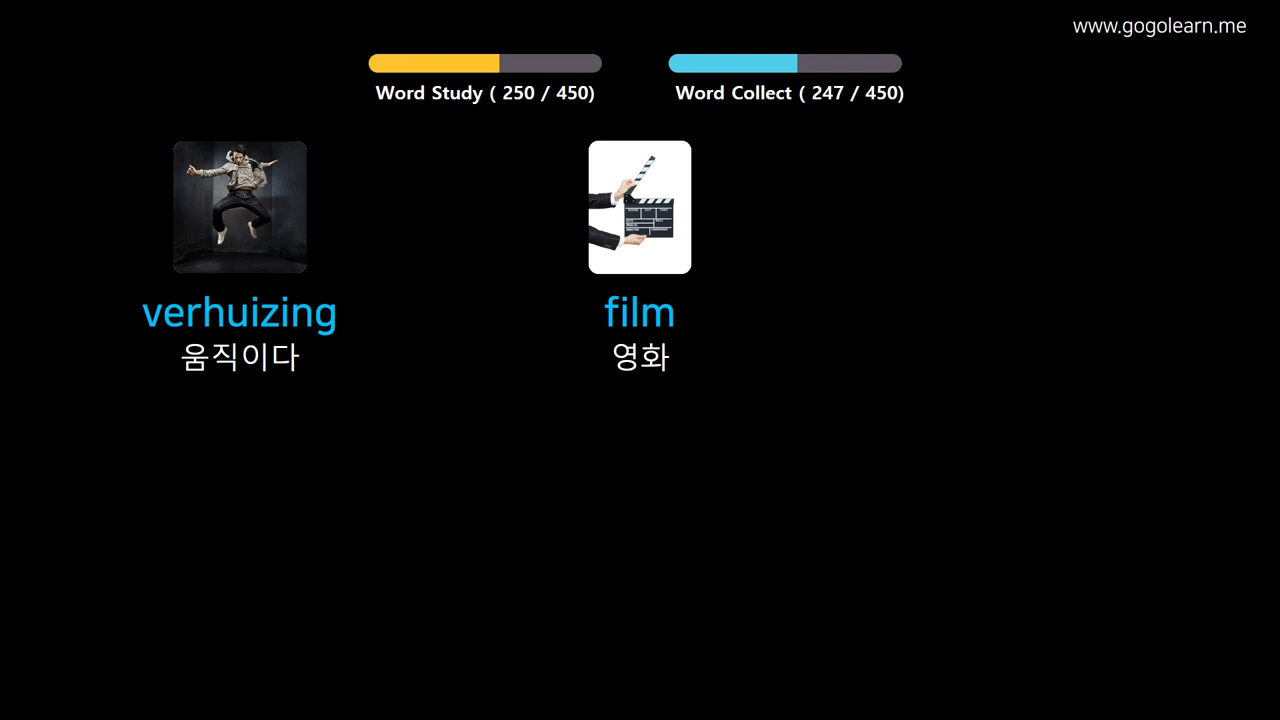 www.gogolearn.me
Word Study ( 250 / 450)
Word Collect ( 247 / 450)
verhuizing
움직이다
film
영화